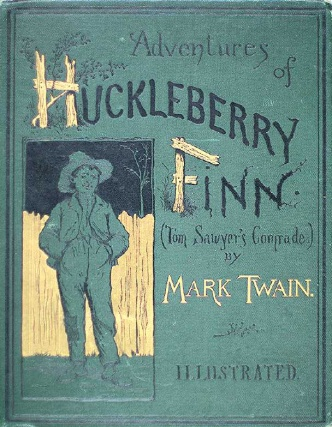 Adventures
of
HUCKLEBERRY
FINN.
(Tom Sawyer's Comrade.)
BY
MARK TWAIN.
ILLUSTRATED.